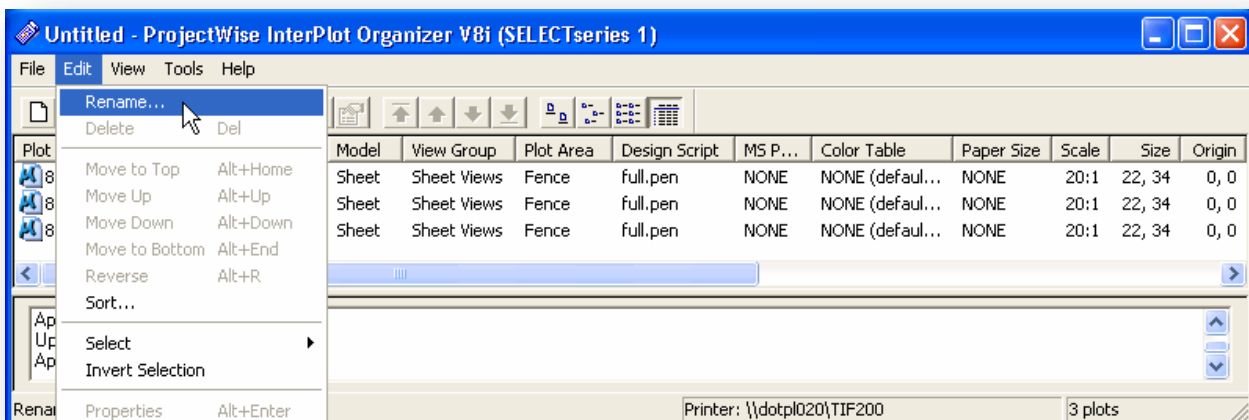 Untitled - ProjectWise InterPlot Organizer V8i (SELECTseries 1)
File Edit View Tools Help
Rename...
Delete Del
Plot Model View Group Plot Area Design Script MS P... Color Table Paper Size Scale Size Origin
Move to Top Alt+Home
8 Sheet Sheet Views Fence full.pen NONE NONE (defaul... NONE 20:1 22, 34 0, 0
Move Up Alt+Up
8 Sheet Sheet Views Fence full.pen NONE NONE (defaul... NONE 20:1 22, 34 0, 0
Move Down Alt+Down
8 Sheet Sheet Views Fence full.pen NONE NONE (defaul... NONE 20:1 22, 34 0, 0
Move to Bottom Alt+End
Reverse Alt+R
Sort...
Ap
Up
Ap
Select
Invert Selection
Properties Alt+Enter
Renam Printer: \\dotpl020\TIF200 3 plots